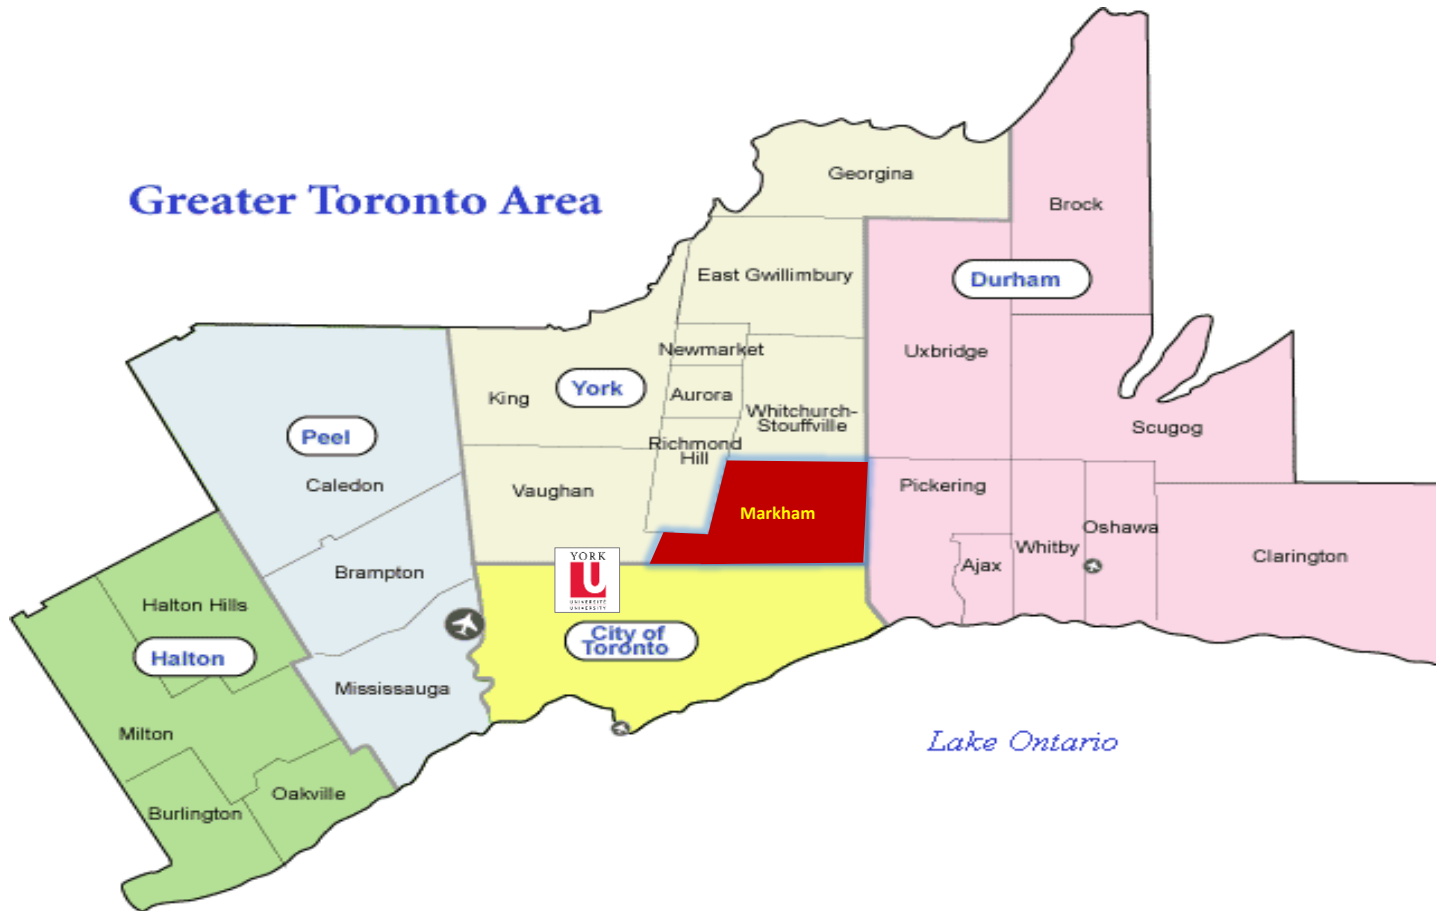 Greater Toronto Area
Georgina
Brock
East Gwillimbury
Durham
Newmarket
Uxbridge
King
York
Aurora
Whitchurch-
Stouffville
Scugog
Peel
Richmond
Hill
Caledon
Vaughan
Markham
Pickering
Oshawa
Whitby
Clarington
Ajax
YORK
U
UNIVERSITÉ
UNIVERSITY
Brampton
Halton Hills
City of
Toronto
Halton
Mississauga
Milton
Lake Ontario
Oakville
Burlington